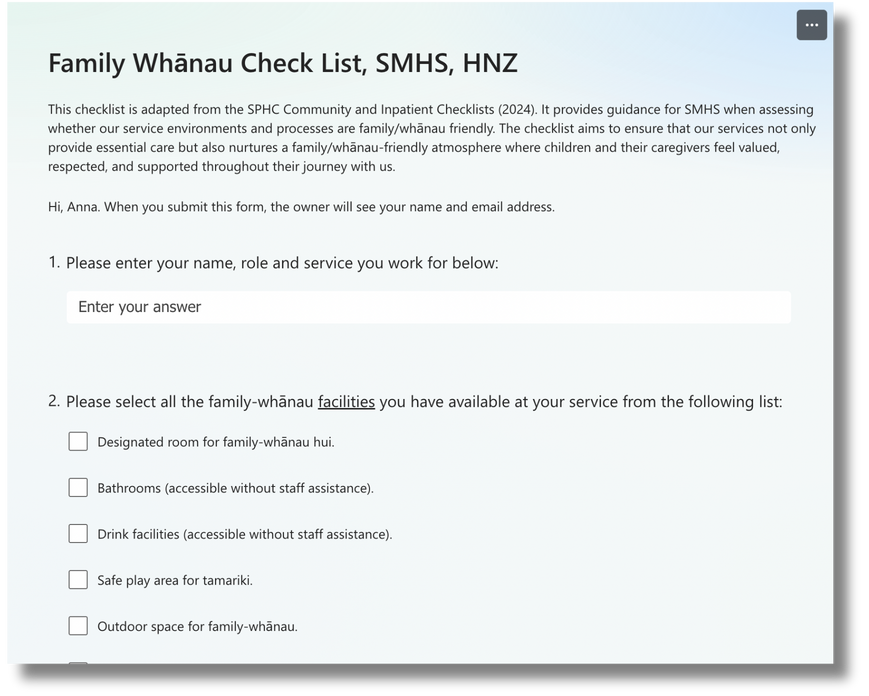 Family Whānau Check List, SMHS, HNZ
This checklist is adapted from the SPHC Community and Inpatient Checklists (2024). It provides guidance for SMHS when assessing
whether our service environments and processes are family/whānau friendly. The checklist aims to ensure that our services not only
provide essential care but also nurtures a family/whānau-friendly atmosphere where children and their caregivers feel valued,
respected, and supported throughout their journey with us.
Hi, Anna. When you submit this form, the owner will see your name and email address.
1. Please enter your name, role and service you work for below:
Enter your answer
2. Please select all the family-whānau facilities you have available at your service from the following list:
Designated room for family-whānau hui.
Bathrooms (accessible without staff assistance).
Drink facilities (accessible without staff assistance).
Safe play area for tamariki.
Outdoor space for family-whānau.